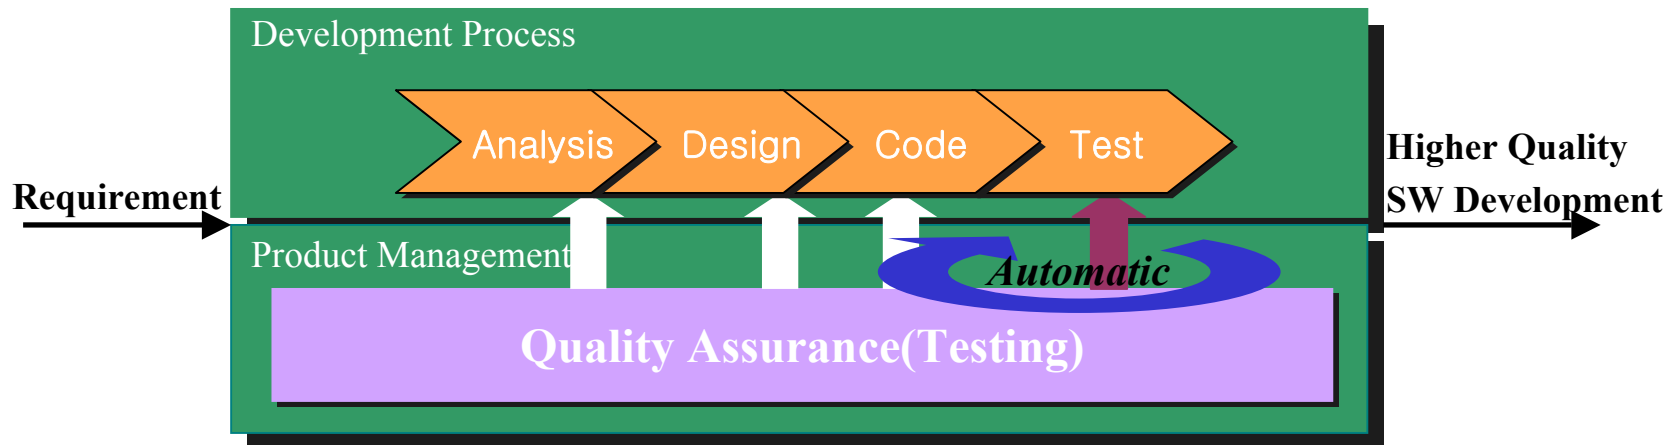 Development Process
Analysis
Design
Code
Test
Requirement
Higher Quality
SW Development
Product Management
Automatic
Quality Assurance(Testing)